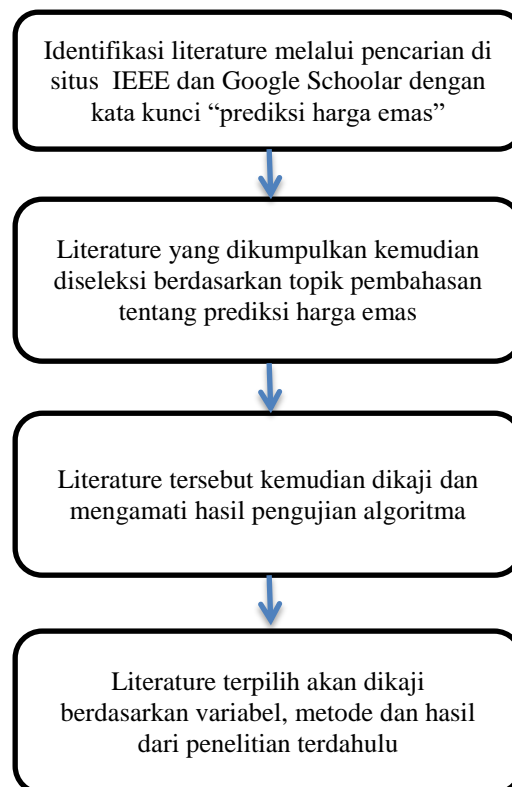 Identifikasi literature melalui pencarian di
situs IEEE dan Google Schoolar dengan
kata kunci “prediksi harga emas”
Literature yang dikumpulkan kemudian
diseleksi berdasarkan topik pembahasan
tentang prediksi harga emas
Literature tersebut kemudian dikaji dan
mengamati hasil pengujian algoritma
Literature terpilih akan dikaji
berdasarkan variabel, metode dan hasil
dari penelitian terdahulu